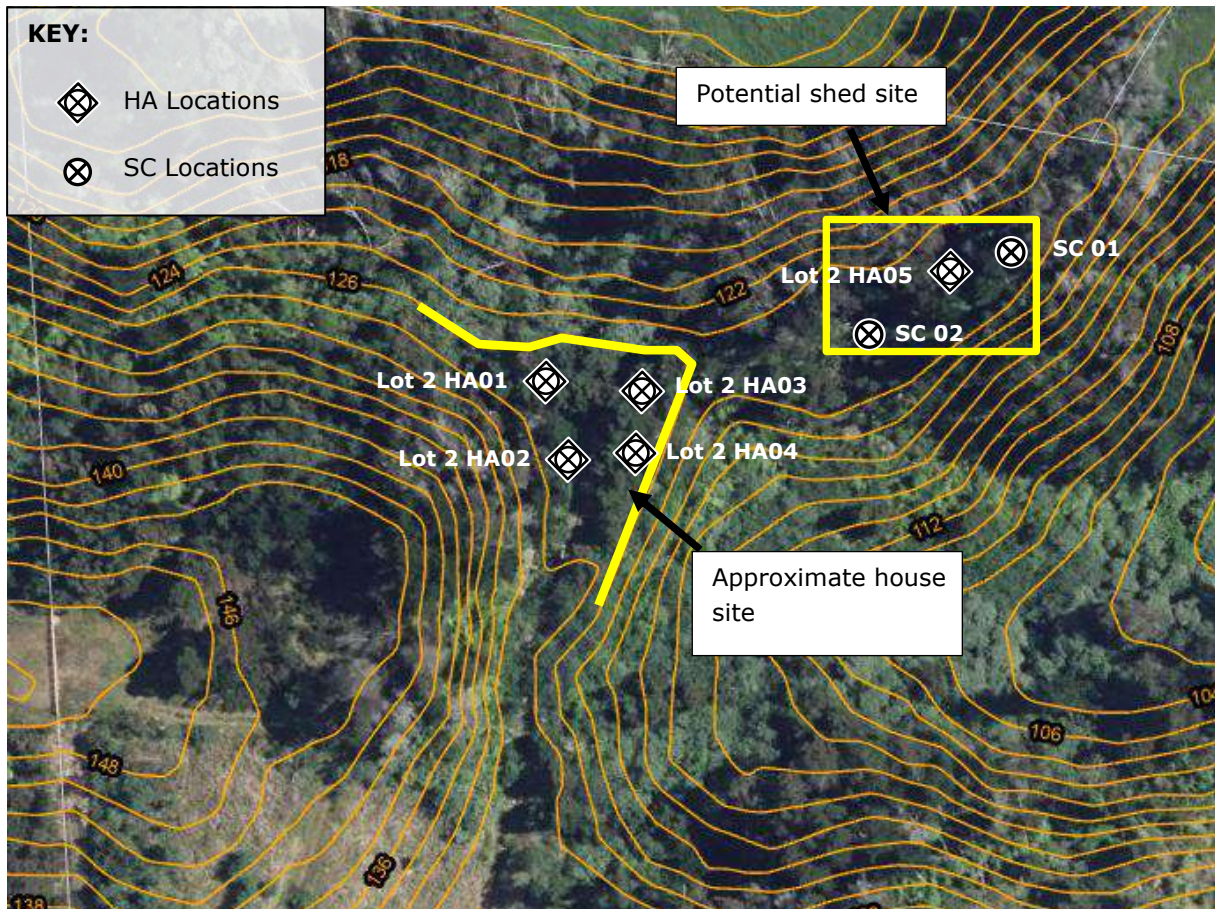 KEY:
HA Locations
SC Locations
Potential shed site
118
124
126
122
SC 01
Lot 2 HA05
SC 02
108
Lot 2 HA01
Lot 2 HA03
Lot 2 HA02
Lot 2 HA04
140
112
Approximate house
site
146
104
106
148
136
138